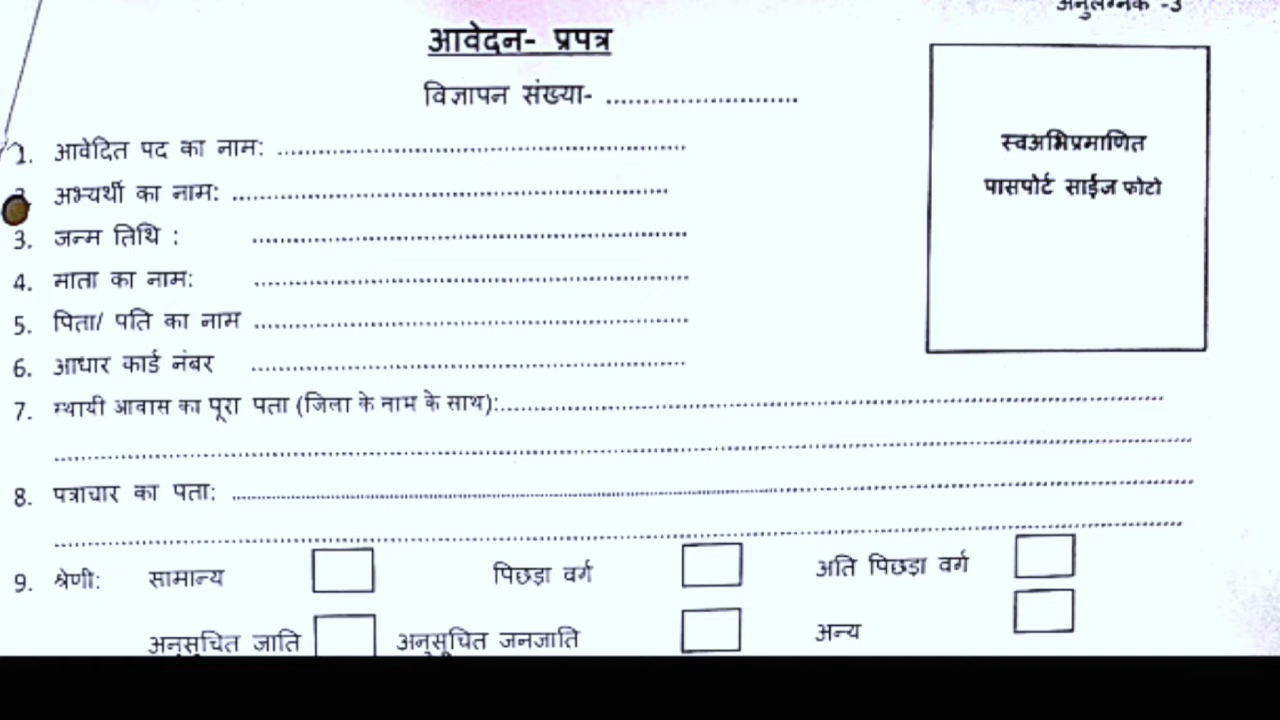 अनुलग्नक -3
आवेदन- प्रपत्र
विज्ञापन संख्या- ............................
स्वअभिप्रमाणित
पासपोर्ट साईज फोटो
1. आवेदित पद का नाम: ............................
2. अभ्यर्थी का नाम: ............................
3. जन्म तिथि : ............................
4. माता का नाम: ............................
5. पिता/ पति का नाम ............................
6. आधार कार्ड नंबर ............................
7. स्थायी आवास का पूरा पता (जिला के नाम के साथ):............................
8. पत्राचार का पता: ............................
9. श्रेणी: सामान्य पिछड़ा वर्ग अति पिछड़ा वर्ग
अनुसूचित जाति अनुसूचित जनजाति अन्य